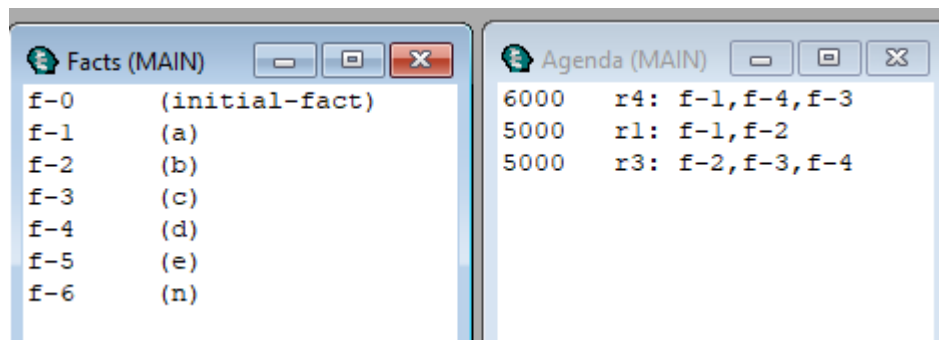 Facts (MAIN)
f-0 (initial-fact)
f-1 (a)
f-2 (b)
f-3 (c)
f-4 (d)
f-5 (e)
f-6 (n)
Agenda (MAIN)
6000 r4: f-1,f-4,f-3
5000 r1: f-1,f-2
5000 r3: f-2,f-3,f-4